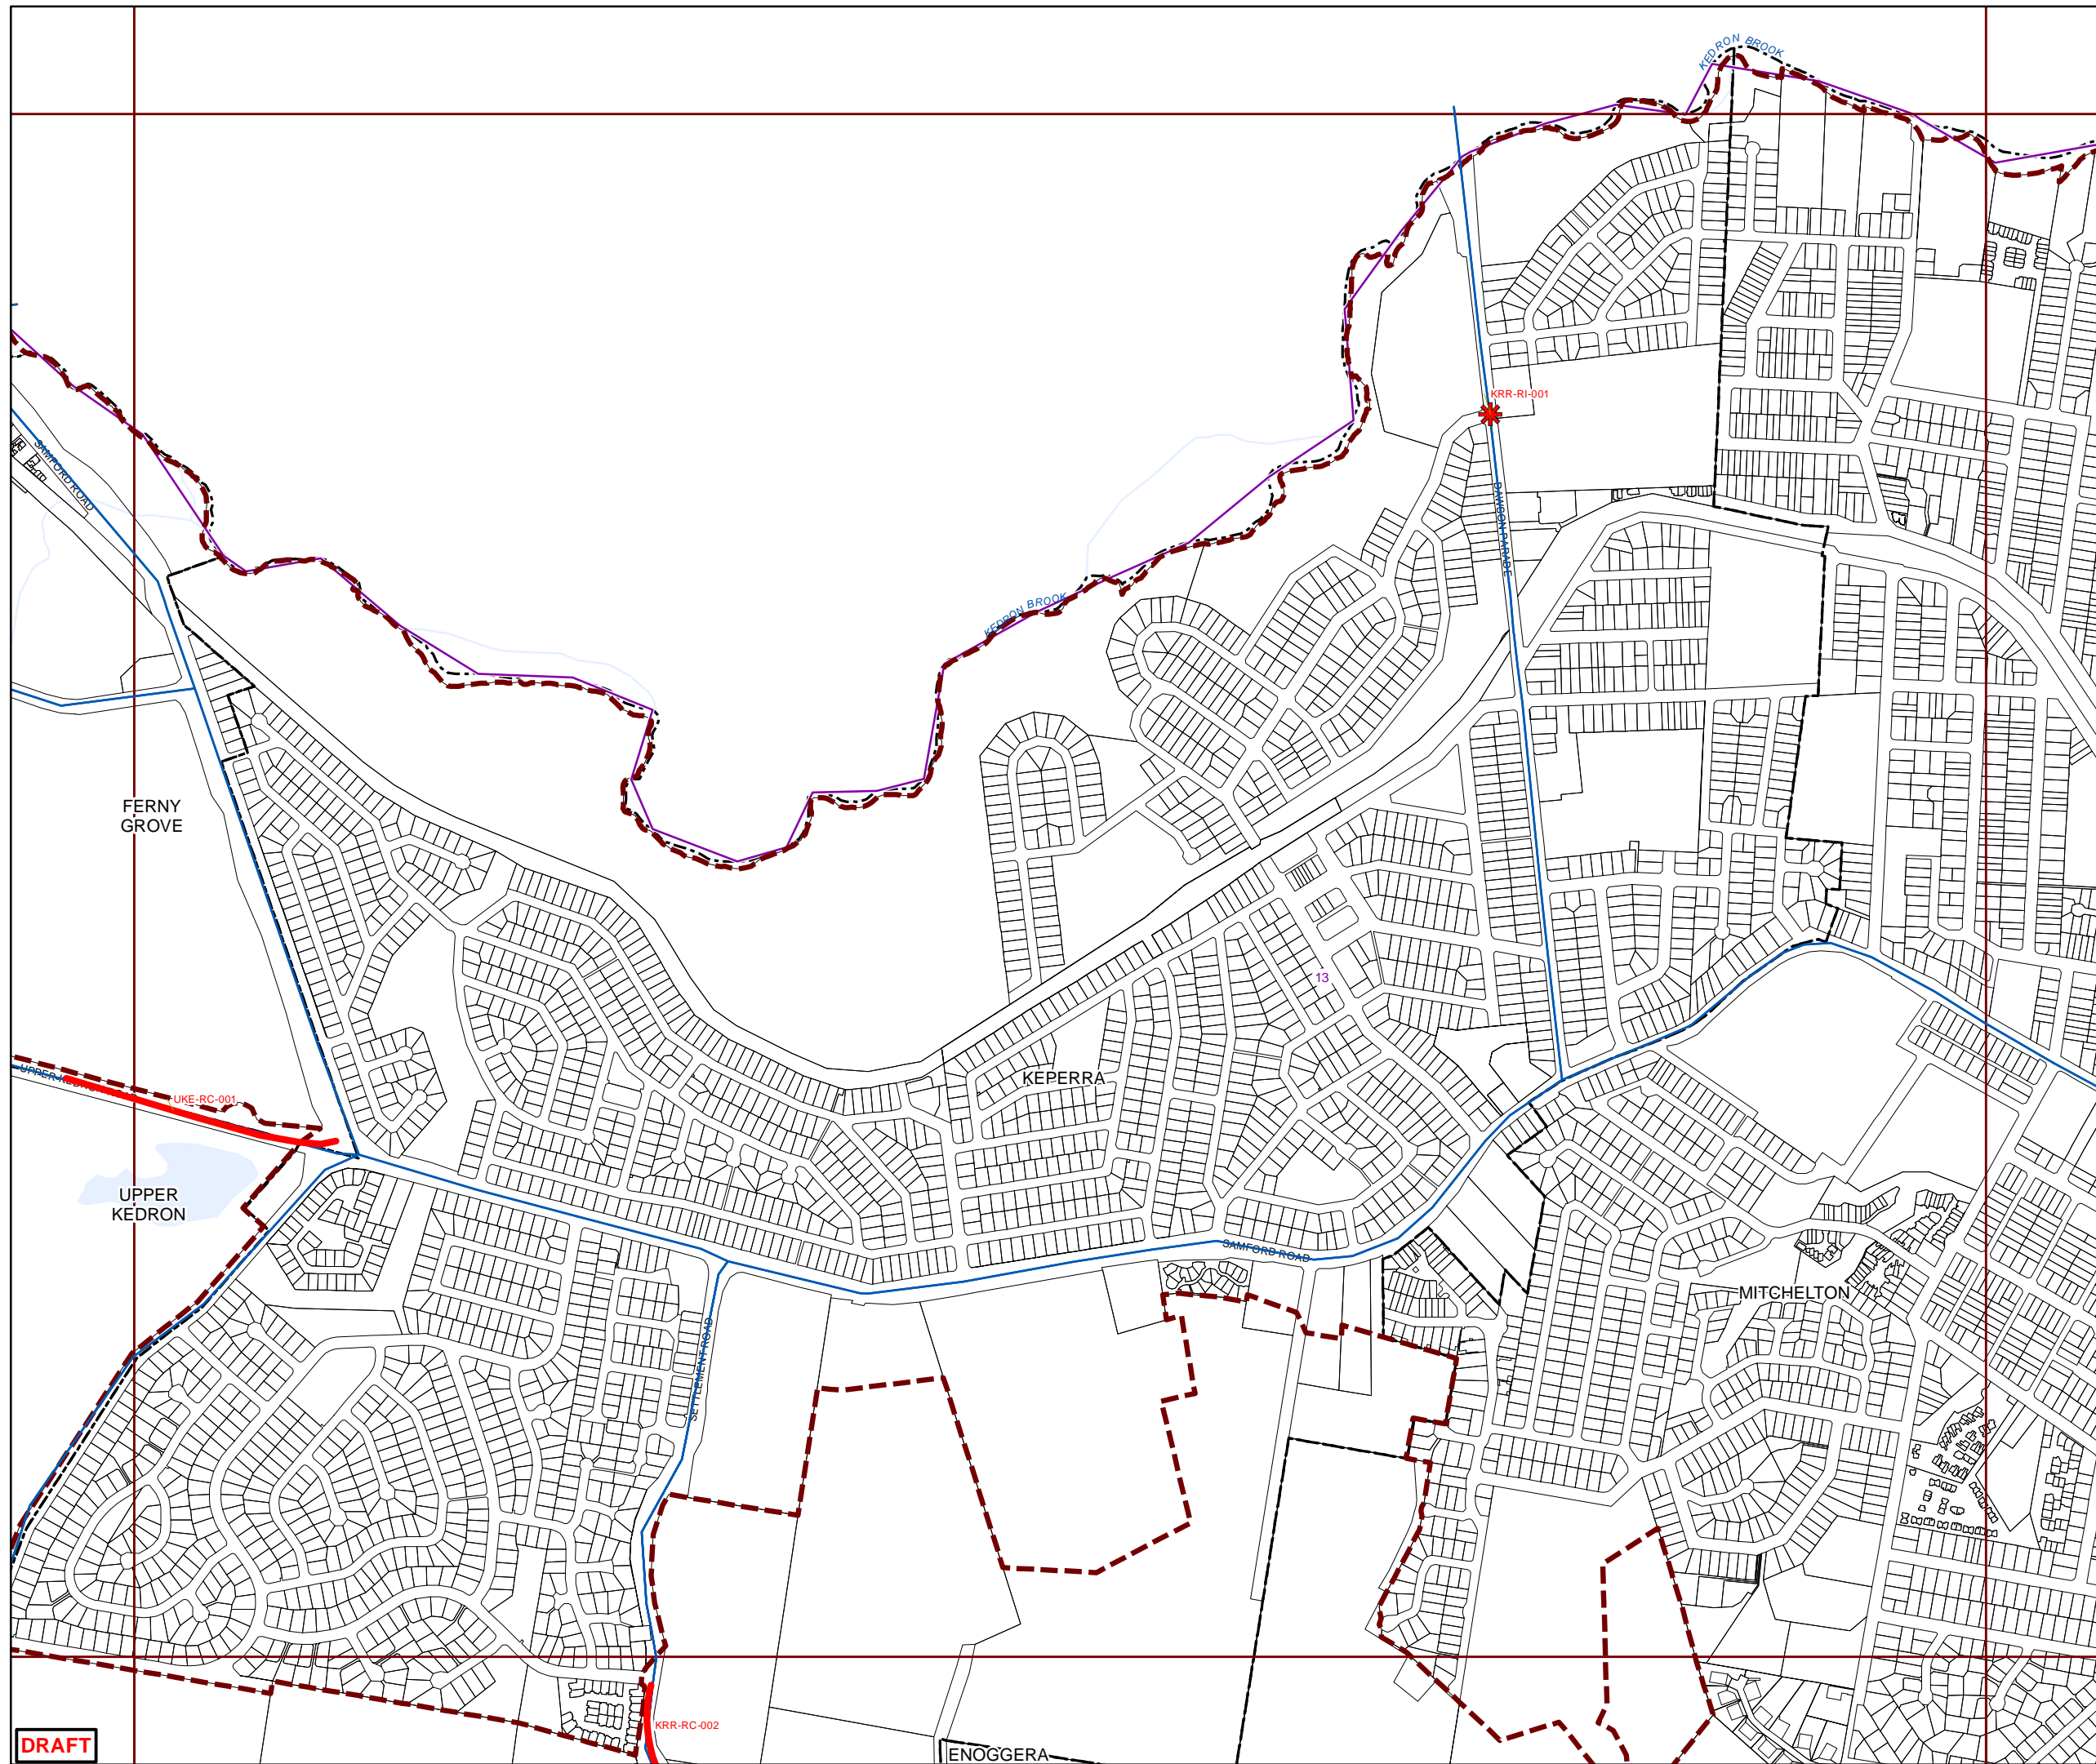 KEDRON BROOK
KRR-RI-001
SAMFORD ROAD
DAWSON PARADE
KEDRON BROOK
FERNY
GROVE
13
KEPERRA
UKE-RC-001
UPPER
KEDRON
SAMFORD ROAD
MITCHELTON
SETTLEMENT ROAD
KRR-RC-002
DRAFT
ENOGGERA